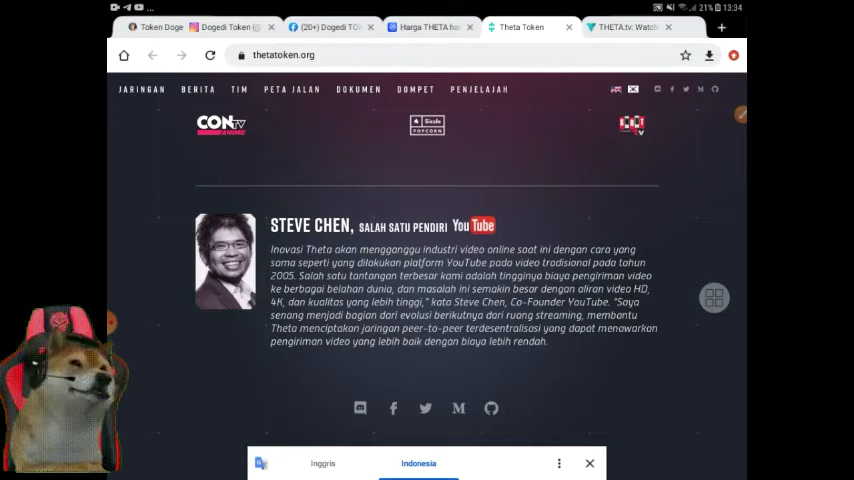 21% 13:34
Token Doge
Dogedi Token (@
(20+) Dogedi TOK
Harga THETA har
Theta Token
THETA.tv: Watch
thetatoken.org
JARINGAN BERITA TIM PETA JALAN DOKUMEN DOMPET PENJELAJAH
CONtv
ANIME
Sizzle
POPCORN
STEVE CHEN, SALAH SATU PENDIRI YouTube
Inovasi Theta akan mengganggu industri video online saat ini dengan cara yang
sama seperti yang dilakukan platform YouTube pada video tradisional pada tahun
2005. Salah satu tantangan terbesar kami adalah tingginya biaya pengiriman video
ke berbagai belahan dunia, dan masalah ini semakin besar dengan aliran video HD,
4K, dan kualitas yang lebih tinggi," kata Steve Chen, Co-Founder YouTube. "Saya
senang menjadi bagian dari evolusi berikutnya dari ruang streaming, membantu
Theta menciptakan jaringan peer-to-peer terdesentralisasi yang dapat menawarkan
pengiriman video yang lebih baik dengan biaya lebih rendah.
Inggris
Indonesia